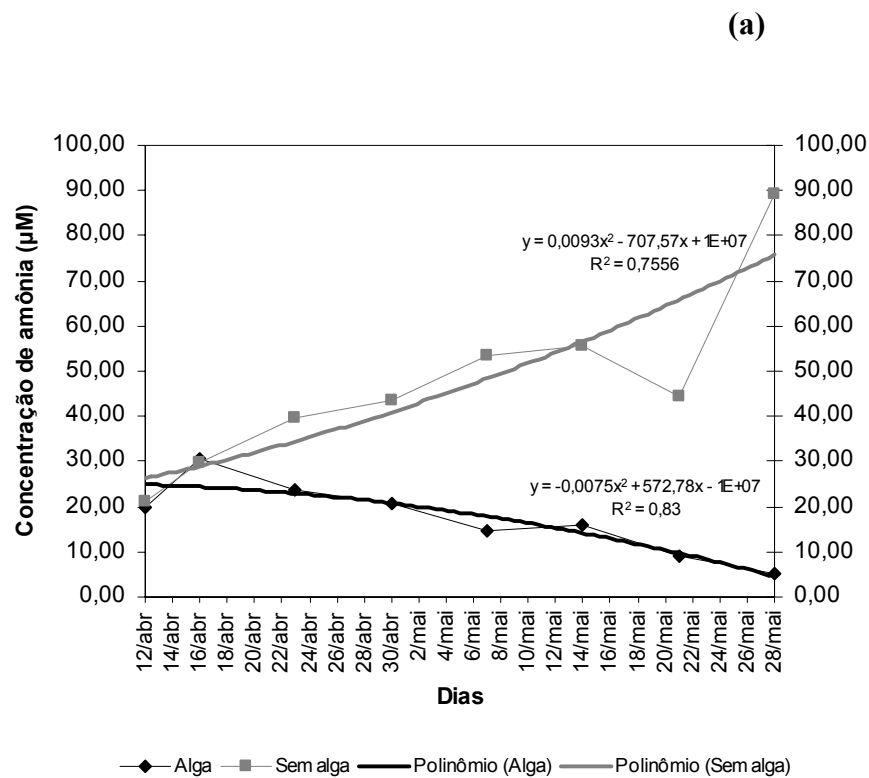 (a)
Concentração de amônia (µM)
100,00
90,00
80,00
70,00
60,00
50,00
40,00
30,00
20,00
10,00
0,00
y = 0,0093x² - 707,57x + 1E+07
R² = 0,7556
y = -0,0075x² + 572,78x - 1E+07
R² = 0,83
100,00
90,00
80,00
70,00
60,00
50,00
40,00
30,00
20,00
10,00
0,00
12/abr
14/abr
16/abr
18/abr
20/abr
22/abr
24/abr
26/abr
28/abr
30/abr
2/mai
4/mai
6/mai
8/mai
10/mai
12/mai
14/mai
16/mai
18/mai
20/mai
22/mai
24/mai
26/mai
28/mai
Dias
Alga Sem alga Polinômio (Alga) Polinômio (Sem alga)